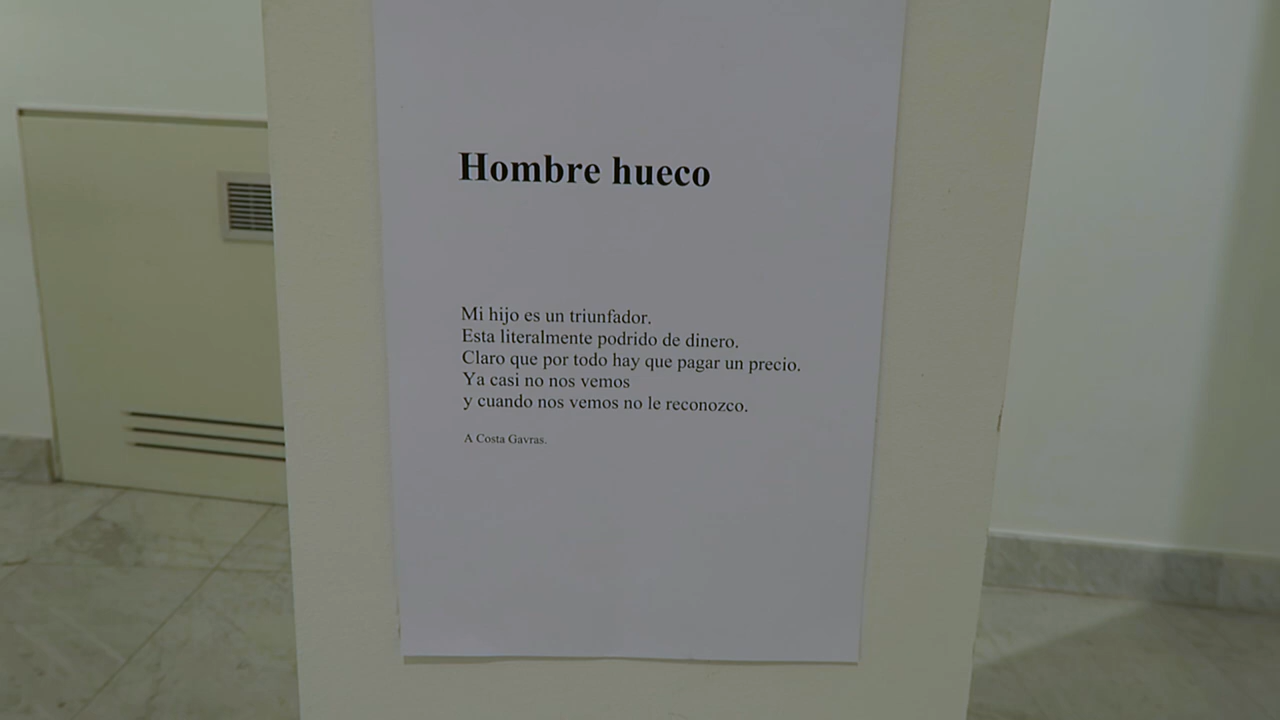 Hombre hueco
Mi hijo es un triunfador.
Esta literalmente podrido de dinero.
Claro que por todo hay que pagar un precio.
Ya casi no nos vemos
y cuando nos vemos no le reconozco.
A Costa Gavras.